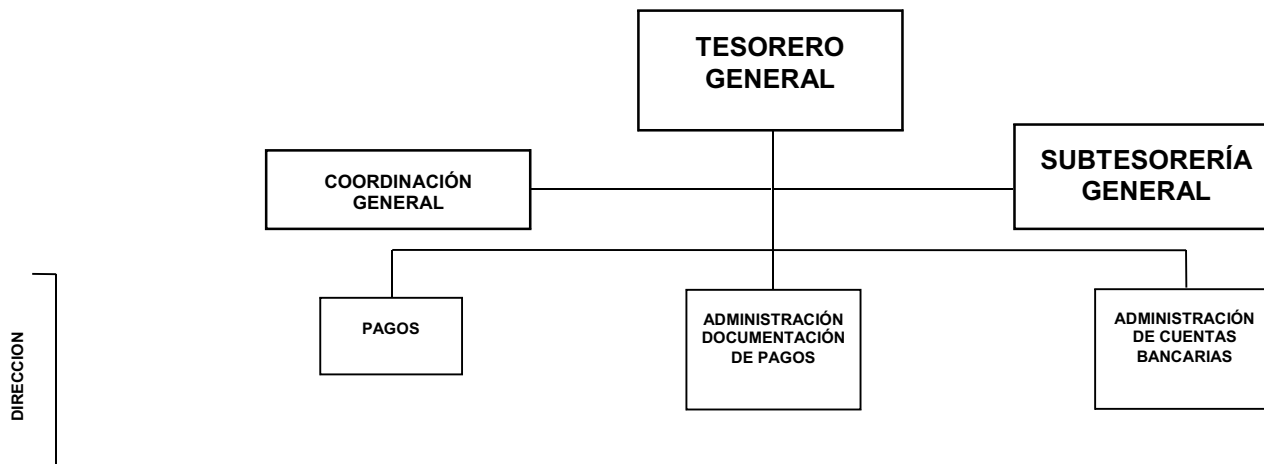 TESORERO
GENERAL
SUBTESORERÍA
GENERAL
COORDINACIÓN
GENERAL
PAGOS
ADMINISTRACIÓN
DOCUMENTACIÓN
DE PAGOS
ADMINISTRACIÓN
DE CUENTAS
BANCARIAS
DIRECCION